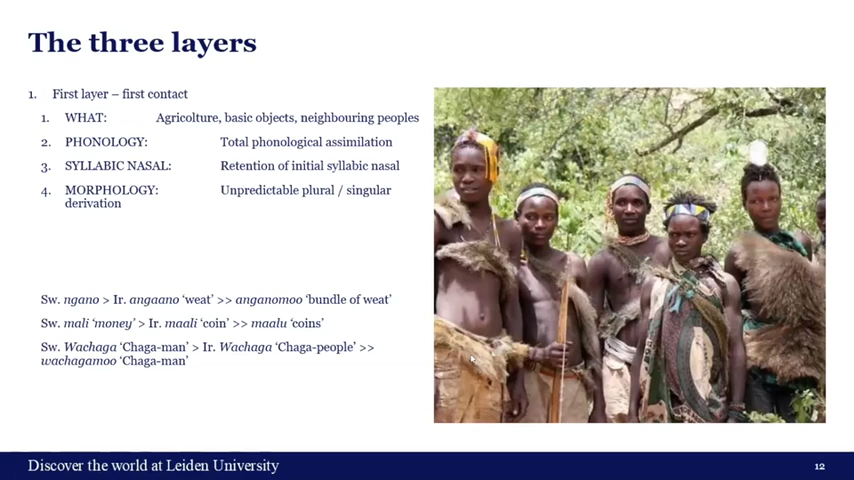 The three layers
1. First layer – first contact
1. WHAT: Agricolture, basic objects, neighbouring peoples
2. PHONOLOGY: Total phonological assimilation
3. SYLLABIC NASAL: Retention of initial syllabic nasal
4. MORPHOLOGY: Unpredictable plural / singular
derivation
Sw. ngano > Ir. angaano ‘weat’ >> anganomoo ‘bundle of weat’
Sw. mali ‘money’ > Ir. maali ‘coin’ >> maalu ‘coins’
Sw. Wachaga ‘Chaga-man’ > Ir. Wachaga ‘Chaga-people’ >>
wachagamoo ‘Chaga-man’
Discover the world at Leiden University
12